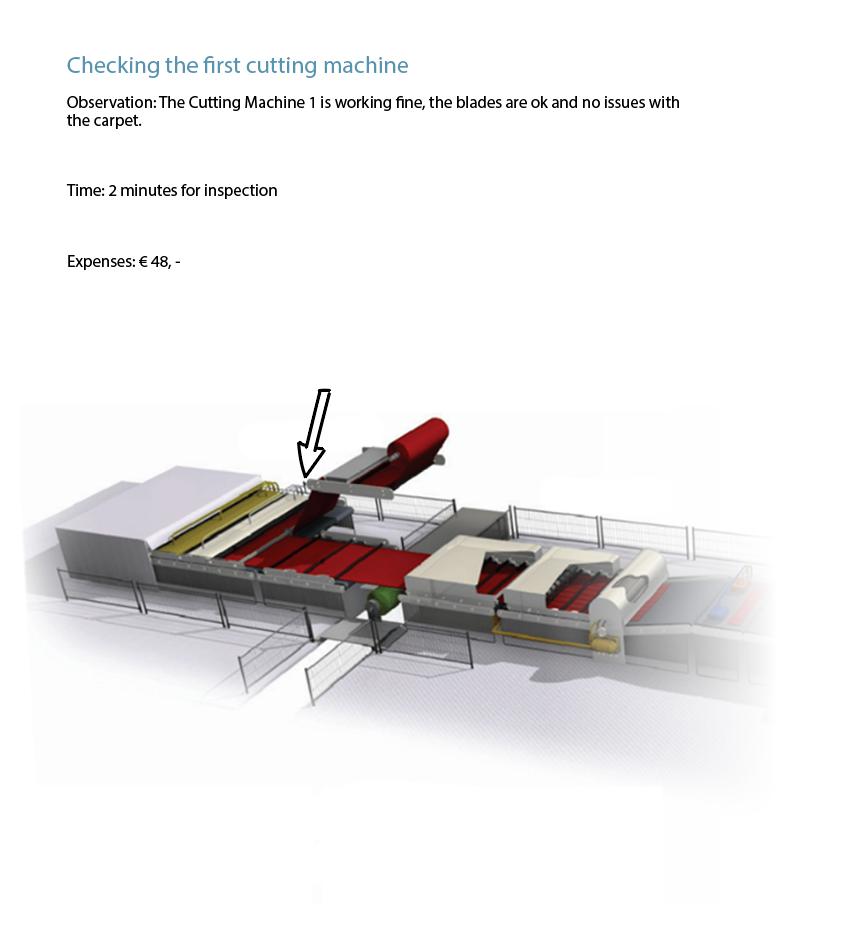 Checking the first cutting machine
Observation: The Cutting Machine 1 is working fine, the blades are ok and no issues with
the carpet.
Time: 2 minutes for inspection
Expenses: € 48, -